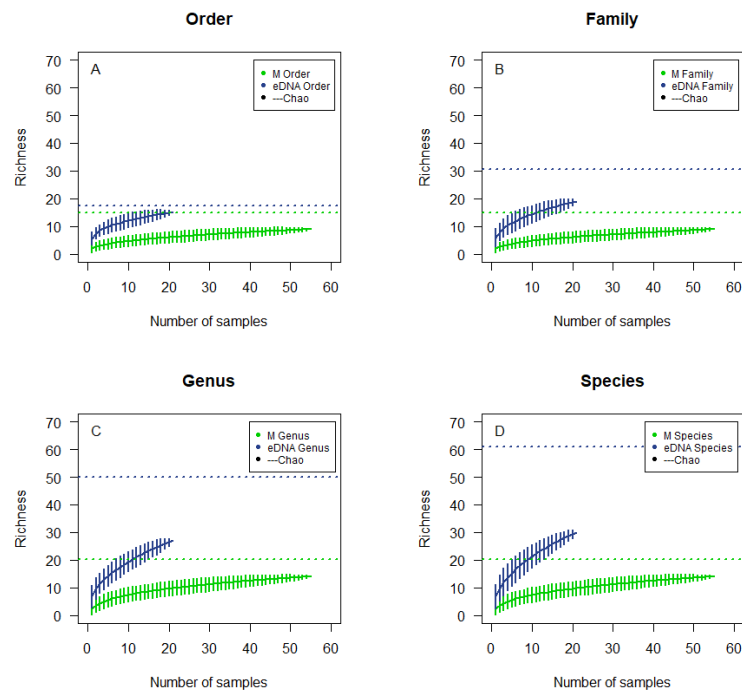 Order
A
M Order
eDNA Order
---Chao
70
60
50
40
30
20
10
0
Richness
0 10 20 30 40 50 60
Number of samples
Family
B
M Family
eDNA Family
---Chao
70
60
50
40
30
20
10
0
Richness
0 10 20 30 40 50 60
Number of samples
Genus
C
M Genus
eDNA Genus
---Chao
70
60
50
40
30
20
10
0
Richness
0 10 20 30 40 50 60
Number of samples
Species
D
M Species
eDNA Species
---Chao
70
60
50
40
30
20
10
0
Richness
0 10 20 30 40 50 60
Number of samples